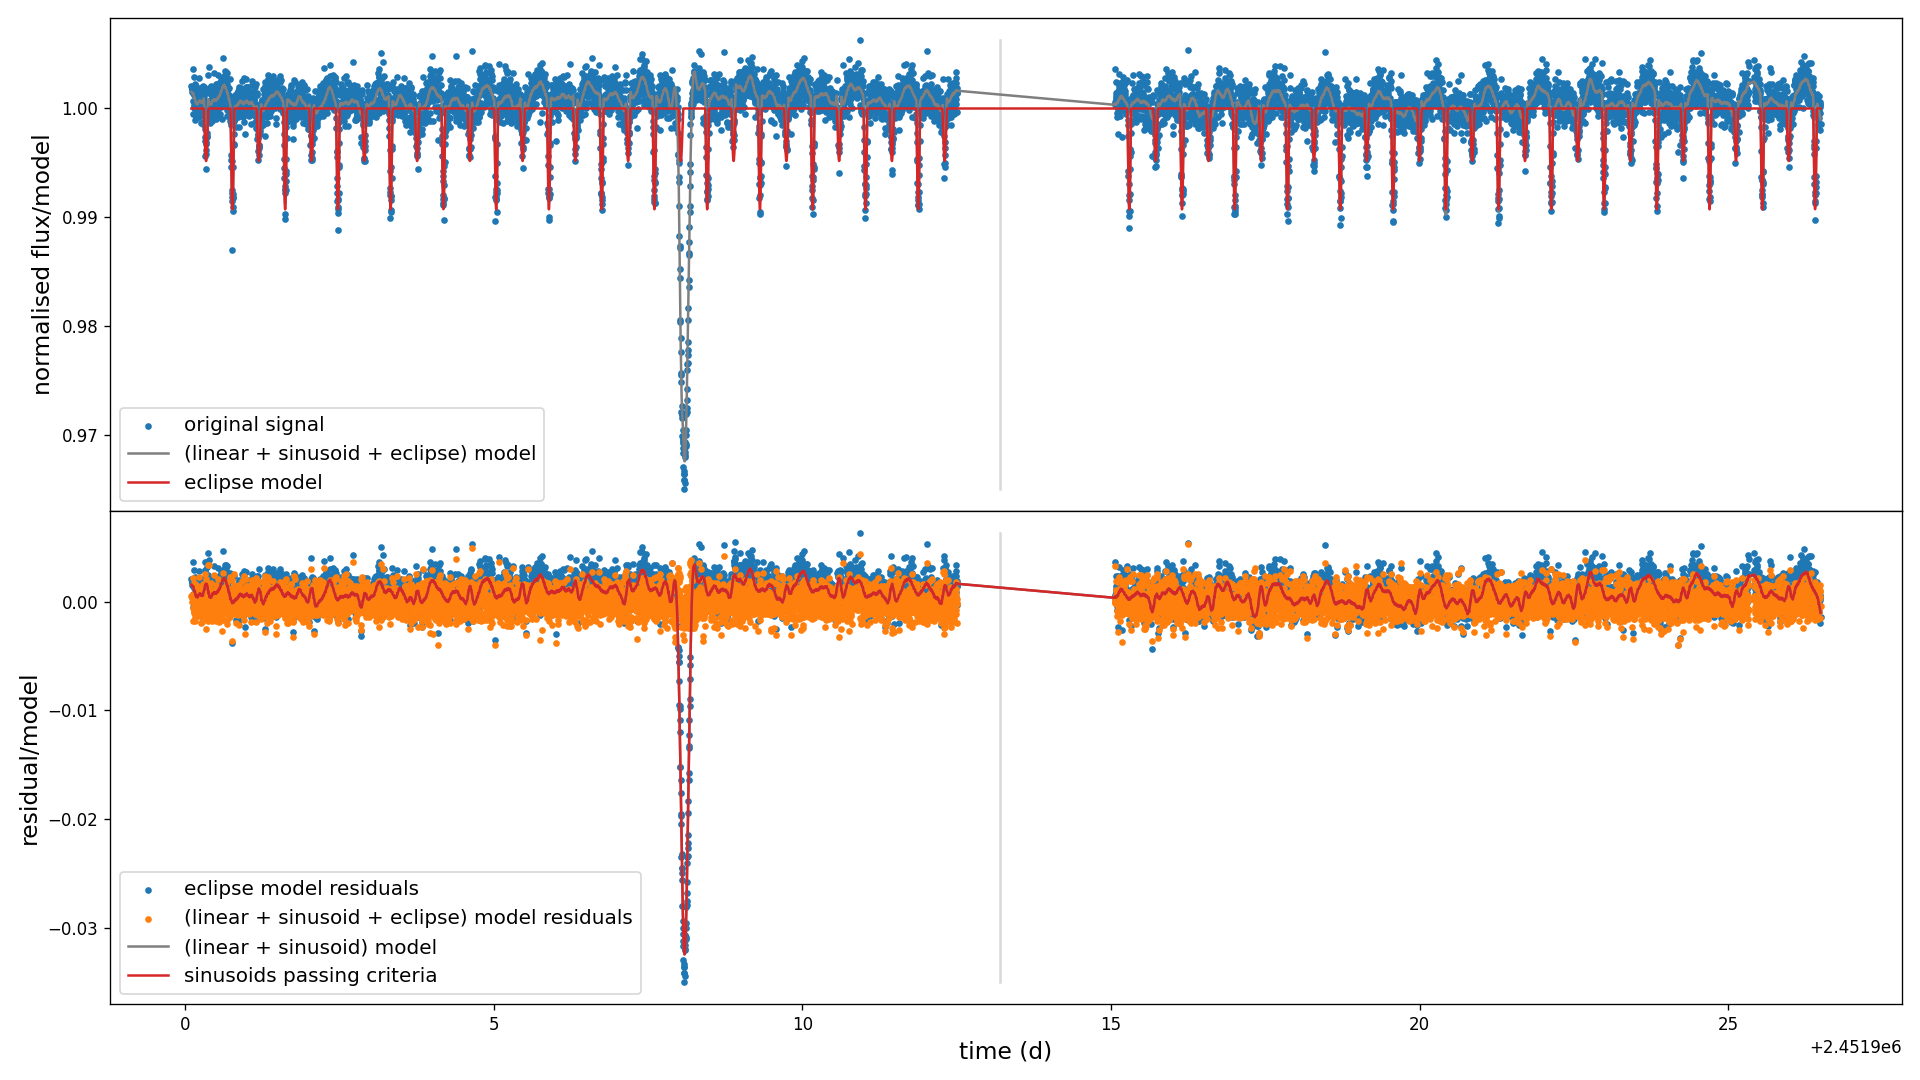 normalised flux/model
1.00
0.99
0.98
0.97
original signal
(linear + sinusoid + eclipse) model
eclipse model
residual/model
0.00
−0.01
−0.02
−0.03
eclipse model residuals
(linear + sinusoid + eclipse) model residuals
(linear + sinusoid) model
sinusoids passing criteria
0 5 10 15 20 25
time (d)
+2.4519e6